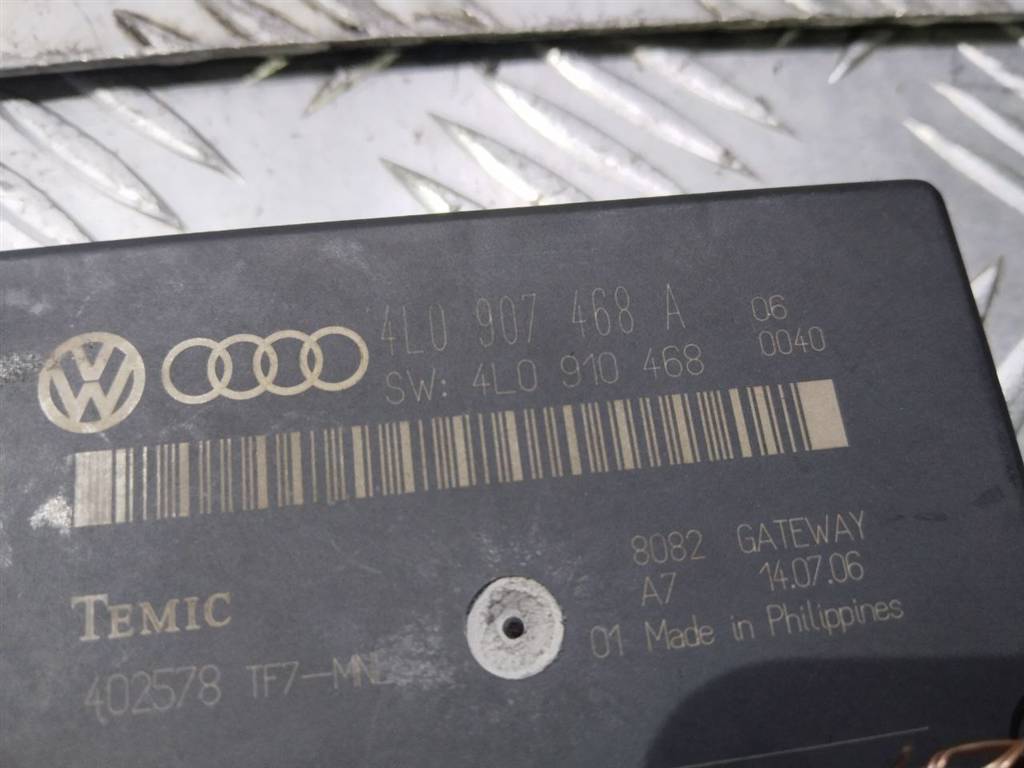 4L0 907 468 A 06
SW: 4L0 910 468 0040
8082 GATEWAY
TEMIC A7 14.07.06
01 Made in Philippines
402578 TF7-MNL